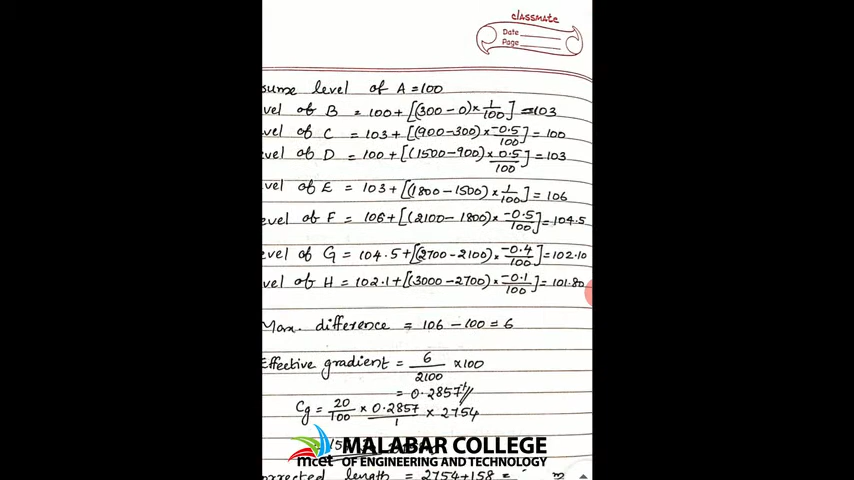 classmate
Date
Page
sume level of A = 100
vel of B = 100 + [(300 - 0) × 1/100] = 103
vel of C = 103 + [(900 - 300) × -0.5/100] = 100
vel of D = 100 + [(1500 - 900) × 0.5/100] = 103
vel of E = 103 + [(1800 - 1500) × 1/100] = 106
evel of F = 106 + [(2100 - 1800) × -0.5/100] = 104.5
evel of G = 104.5 + [(2700 - 2100) × -0.4/100] = 102.10
vel of H = 102.1 + [(3000 - 2700) × -0.1/100] = 101.80
Max. difference = 106 - 100 = 6
Effective gradient = 6/2100 × 100
= 0.2857
Cg = 20/100 × 0.2857/1 × 2754
mcet MALABAR COLLEGE
OF ENGINEERING AND TECHNOLOGY
orrected length = 2754 + 158 =